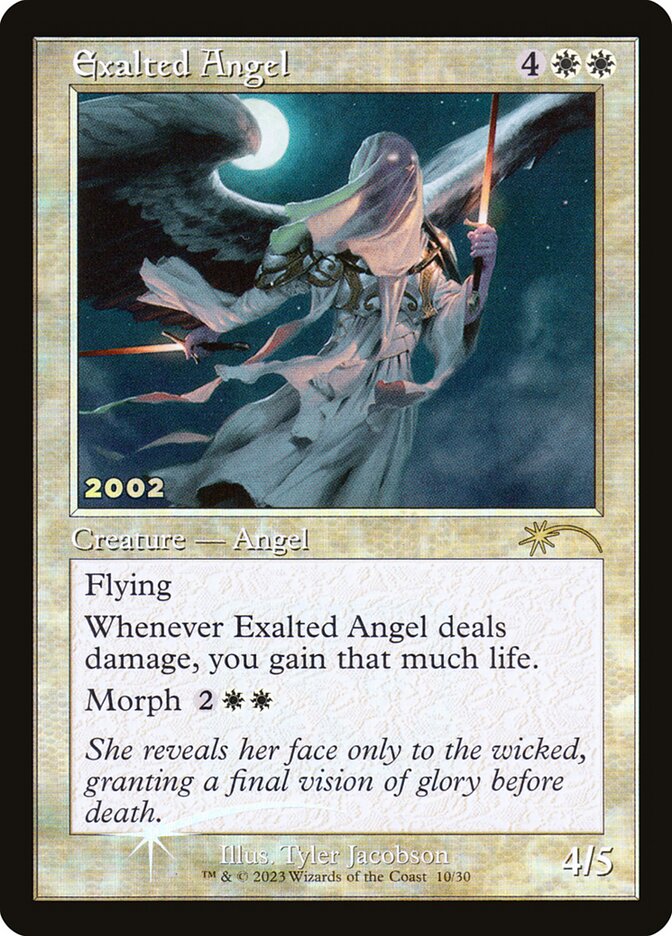 Exalted Angel 4
2002
Creature — Angel
Flying
Whenever Exalted Angel deals
damage, you gain that much life.
Morph 2
She reveals her face only to the wicked,
granting a final vision of glory before
death.
Illus. Tyler Jacobson
4/5
™ & © 2023 Wizards of the Coast 10/30